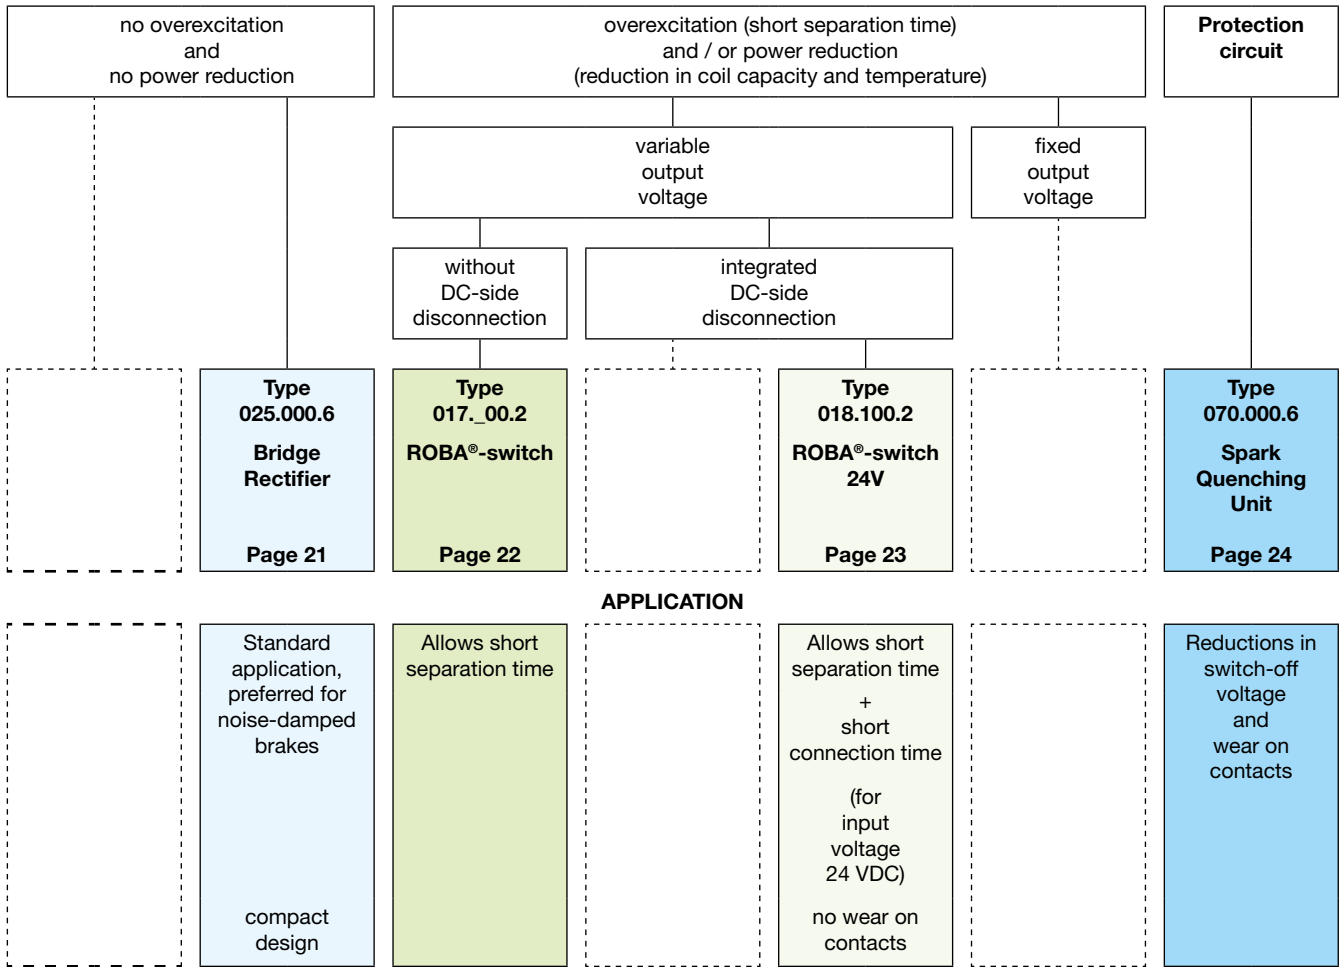 no overexcitation
and
no power reduction
overexcitation (short separation time)
and / or power reduction
(reduction in coil capacity and temperature)
Protection
circuit
variable
output
voltage
fixed
output
voltage
without
DC-side
disconnection
integrated
DC-side
disconnection
Type
025.000.6
Bridge
Rectifier
Page 21
Type
017._00.2
ROBA®-switch
Page 22
Type
018.100.2
ROBA®-switch
24V
Page 23
Type
070.000.6
Spark
Quenching
Unit
Page 24
APPLICATION
Standard
application,
preferred for
noise-damped
brakes
compact
design
Allows short
separation time
Allows short
separation time
+
short
connection time
(for
input
voltage
24 VDC)
no wear on
contacts
Reductions in
switch-off
voltage
and
wear on
contacts